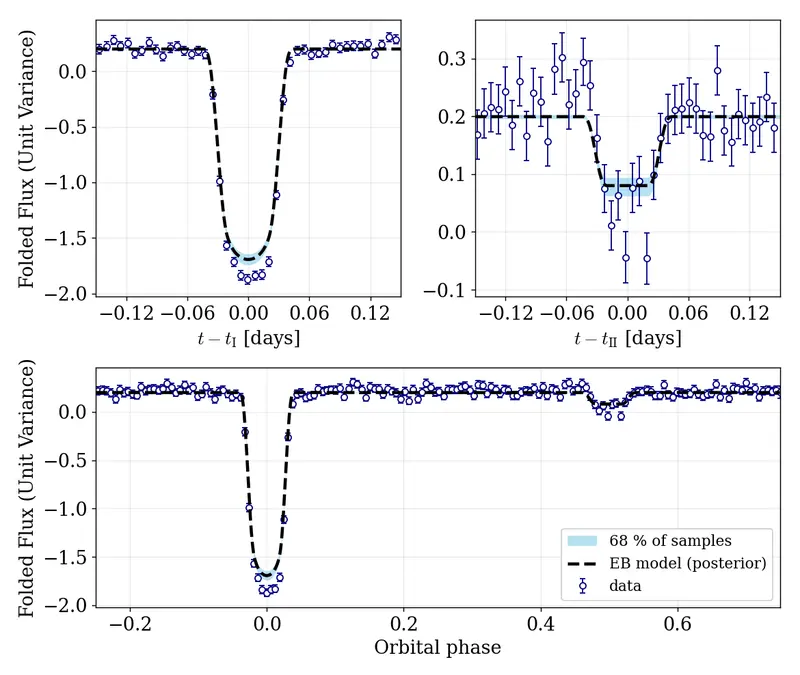 Folded Flux (Unit Variance)
0.0
−0.5
−1.0
−1.5
−2.0
−0.12 −0.06 0.00 0.06 0.12
t − t_I [days]
0.3
0.2
0.1
0.0
−0.1
−0.12 −0.06 0.00 0.06 0.12
t − t_II [days]
Folded Flux (Unit Variance)
0.0
−0.5
−1.0
−1.5
−2.0
−0.2 0.0 0.2 0.4 0.6
Orbital phase
68 % of samples
EB model (posterior)
data